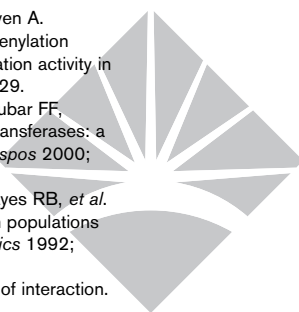 ven A.
enylation
ation activity in
29.
ubar FF,
ansferases: a
spos 2000;
yes RB, et al.
n populations
ics 1992;
of interaction.